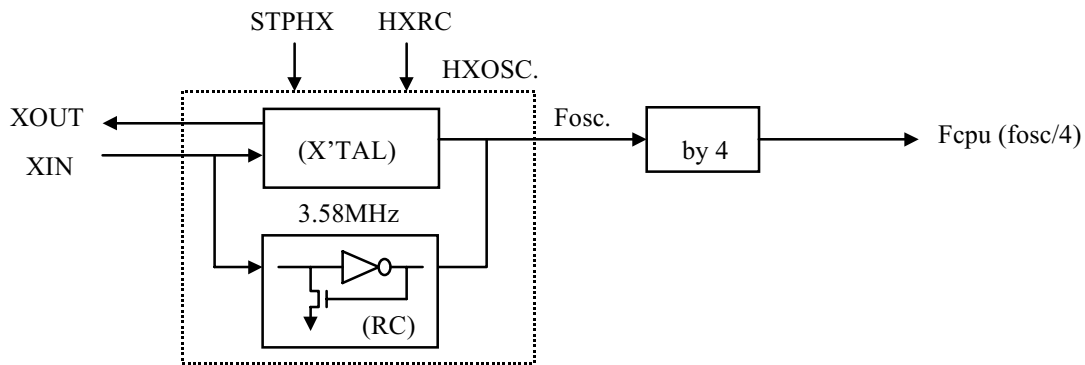 STPHX HXRC
HXOSC.
XOUT
XIN
(X'TAL)
Fosc.
by 4
Fcpu (fosc/4)
3.58MHz
(RC)